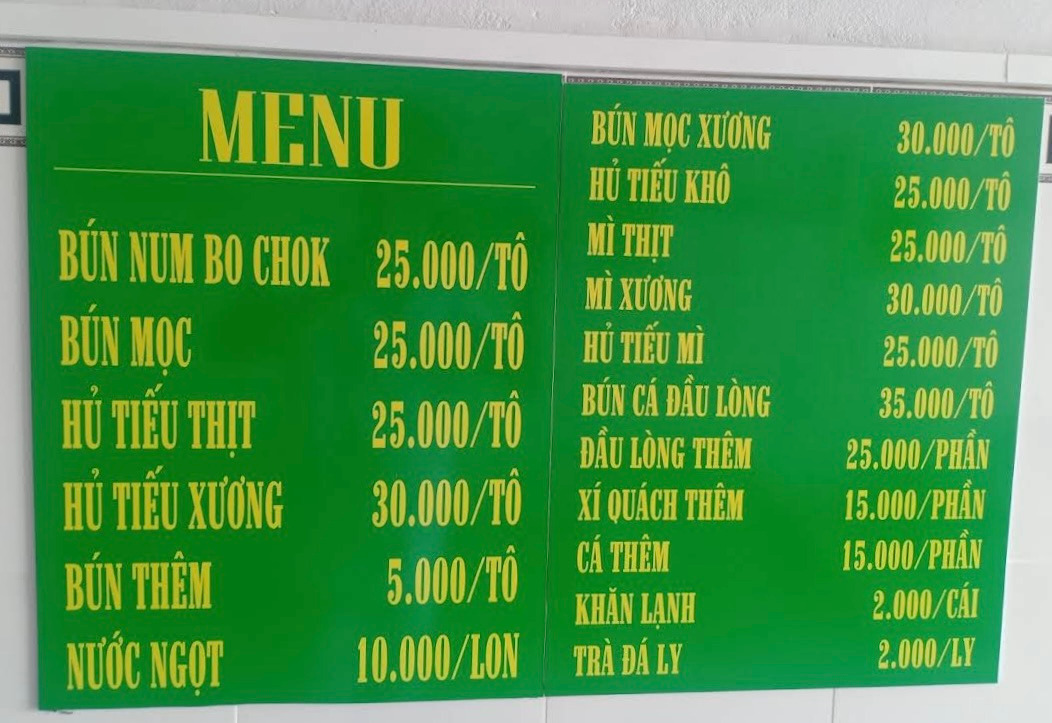 MENU
BÚN NUM BO CHOK 25.000/TÔ
BÚN MỌC 25.000/TÔ
HỦ TIẾU THỊT 25.000/TÔ
HỦ TIẾU XƯƠNG 30.000/TÔ
BÚN THÊM 5.000/TÔ
NƯỚC NGỌT 10.000/LON
BÚN MỌC XƯƠNG 30.000/TÔ
HỦ TIẾU KHÔ 25.000/TÔ
MÌ THỊT 25.000/TÔ
MÌ XƯƠNG 30.000/TÔ
HỦ TIẾU MÌ 25.000/TÔ
BÚN CÁ ĐẦU LÒNG 35.000/TÔ
ĐẦU LÒNG THÊM 25.000/PHẦN
XÍ QUÁCH THÊM 15.000/PHẦN
CÁ THÊM 15.000/PHẦN
KHĂN LẠNH 2.000/CÁI
TRÀ ĐÁ LY 2.000/LY